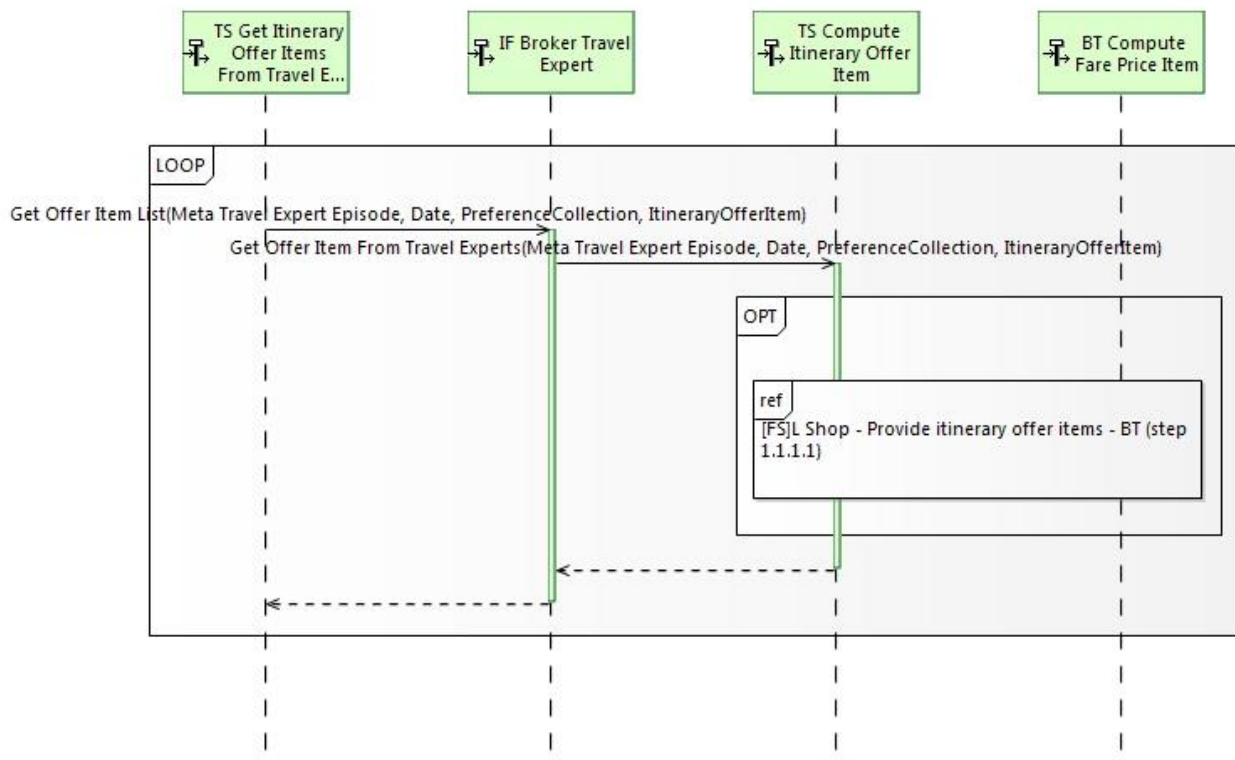 TS Get Itinerary
Offer Items
From Travel E...
IF Broker Travel
Expert
TS Compute
Itinerary Offer
Item
BT Compute
Fare Price Item
LOOP
Get Offer Item List(Meta Travel Expert Episode, Date, PreferenceCollection, ItineraryOfferItem)
Get Offer Item From Travel Experts(Meta Travel Expert Episode, Date, PreferenceCollection, ItineraryOfferItem)
OPT
ref
[FS]L Shop - Provide itinerary offer items - BT (step
1.1.1.1)